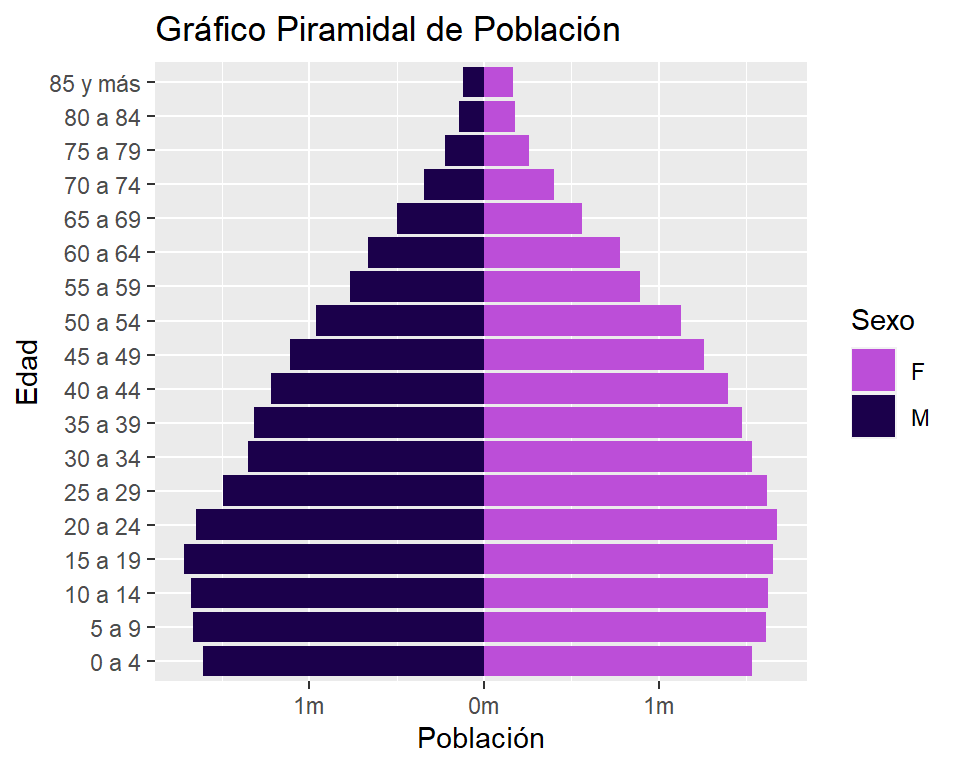 Gráfico Piramidal de Población
85 y más
80 a 84
75 a 79
70 a 74
65 a 69
60 a 64
55 a 59
50 a 54
45 a 49
40 a 44
35 a 39
30 a 34
25 a 29
20 a 24
15 a 19
10 a 14
5 a 9
0 a 4
Edad
1m 0m 1m
Población
Sexo
F
M